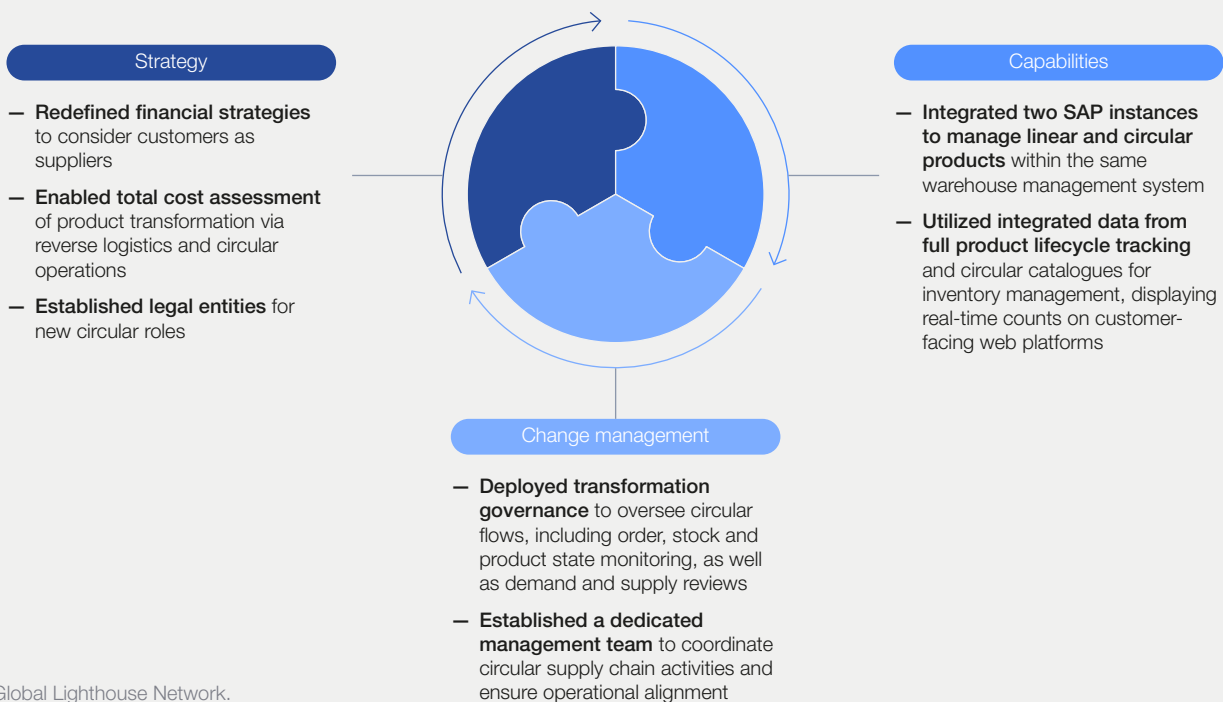 Strategy
— Redefined financial strategies
to consider customers as
suppliers
— Enabled total cost assessment
of product transformation via
reverse logistics and circular
operations
— Established legal entities for
new circular roles
Capabilities
— Integrated two SAP instances
to manage linear and circular
products within the same
warehouse management system
— Utilized integrated data from
full product lifecycle tracking
and circular catalogues for
inventory management, displaying
real-time counts on customer-
facing web platforms
Change management
— Deployed transformation
governance to oversee circular
flows, including order, stock and
product state monitoring, as well
as demand and supply reviews
— Established a dedicated
management team to coordinate
circular supply chain activities and
ensure operational alignment
Global Lighthouse Network.